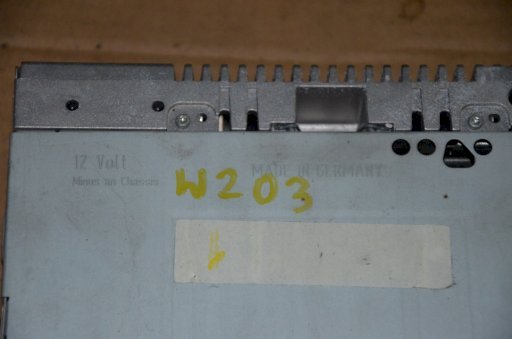 12 Volt
Minus an Chassis
MADE IN GERMANY
W203